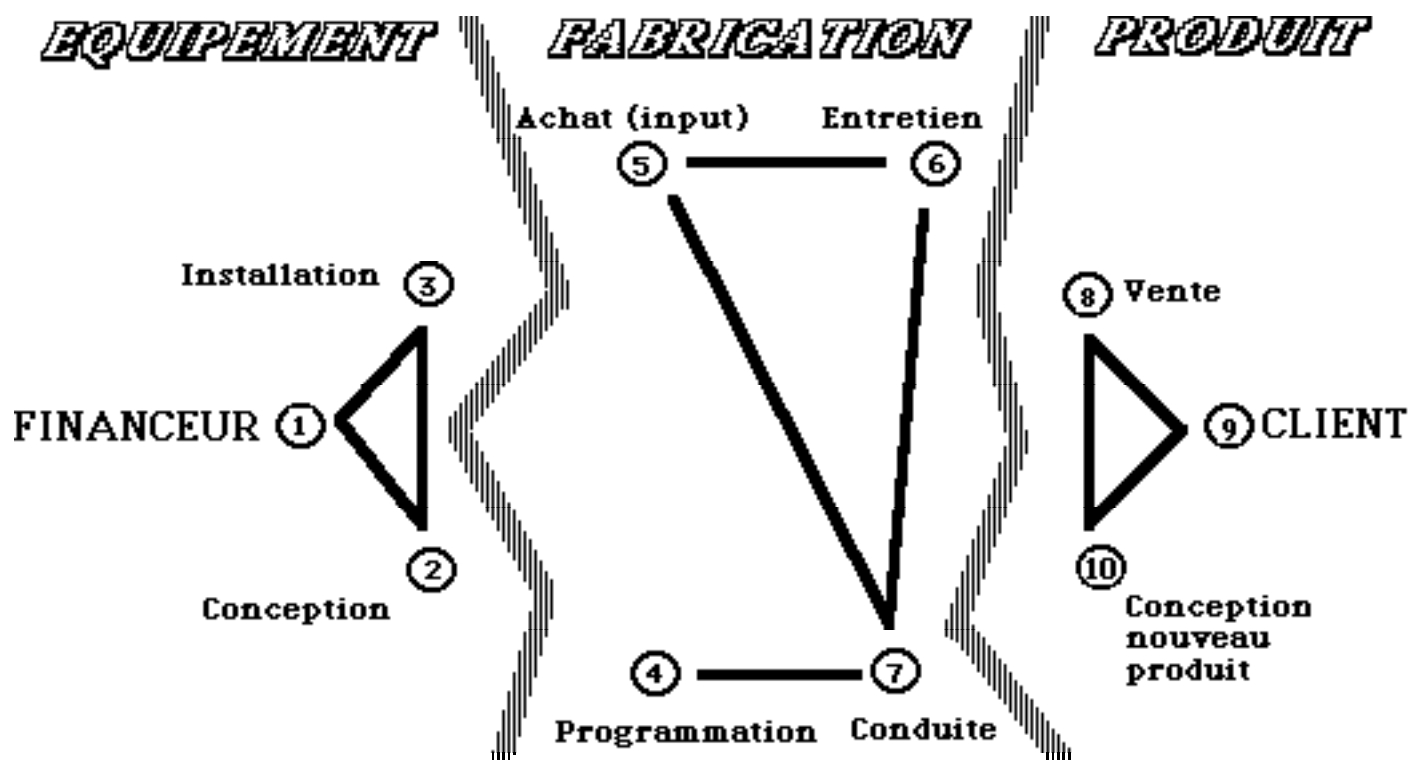 EQUIPEMENT
FABRICATION
PRODUIT
Achat (input)
Entretien
5
6
Installation
3
8
Vente
FINANCEUR
1
9
CLIENT
2
10
Conception
Conception
nouveau
produit
4
7
Programmation
Conduite